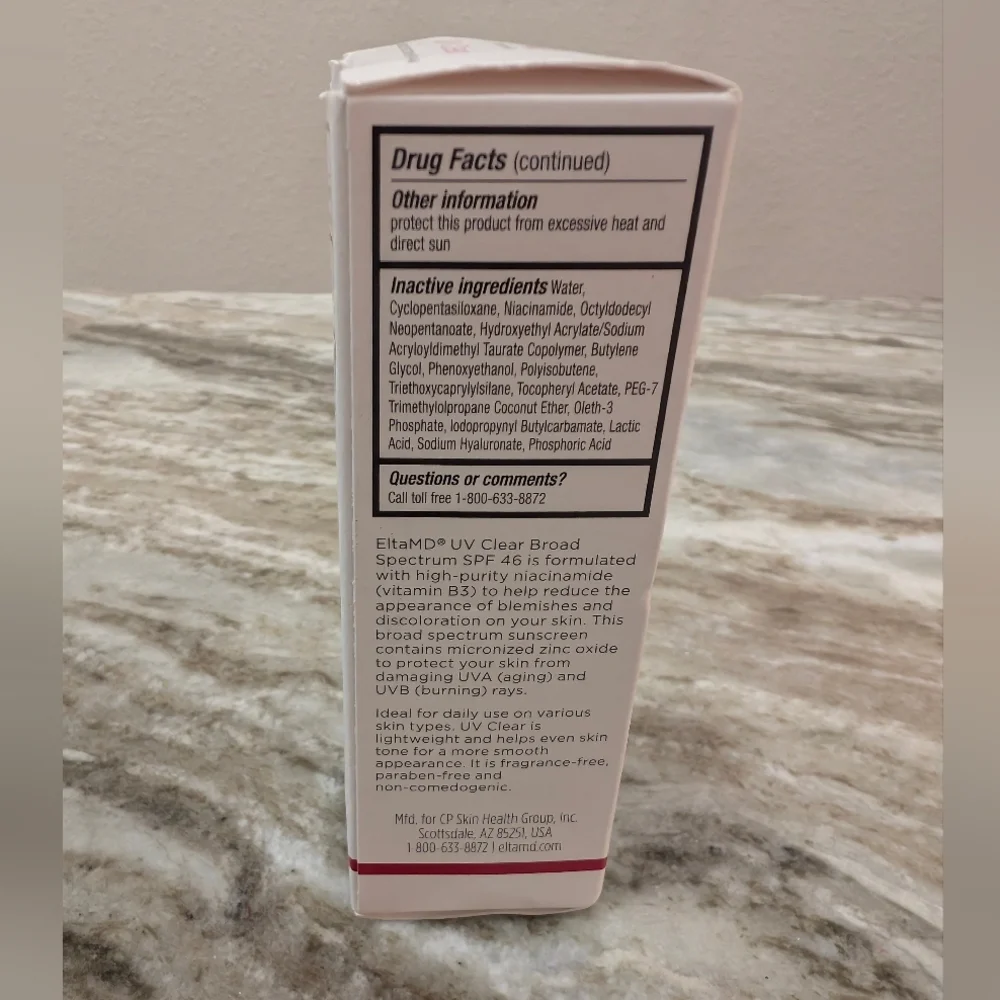 Drug Facts (continued)
Other information
protect this product from excessive heat and
direct sun
Inactive ingredients Water,
Cyclopentasiloxane, Niacinamide, Octyldodecyl
Neopentanoate, Hydroxyethyl Acrylate/Sodium
Acryloyldimethyl Taurate Copolymer, Butylene
Glycol, Phenoxyethanol, Polyisobutene,
Triethoxycaprylylsilane, Tocopheryl Acetate, PEG-7
Trimethylolpropane Coconut Ether, Oleth-3
Phosphate, Iodopropynyl Butylcarbamate, Lactic
Acid, Sodium Hyaluronate, Phosphoric Acid
Questions or comments?
Call toll free 1-800-633-8872
EltaMD® UV Clear Broad
Spectrum SPF 46 is formulated
with high-purity niacinamide
(vitamin B3) to help reduce the
appearance of blemishes and
discoloration on your skin. This
broad spectrum sunscreen
contains micronized zinc oxide
to protect your skin from
damaging UVA (aging) and
UVB (burning) rays.
Ideal for daily use on various
skin types. UV Clear is
lightweight and helps even skin
tone for a more smooth
appearance. It is fragrance-free,
paraben-free and
non-comedogenic.
Mfd. for CP Skin Health Group, Inc.
Scottsdale, AZ 85251, USA
1 800-633-8872 | eltamd.com